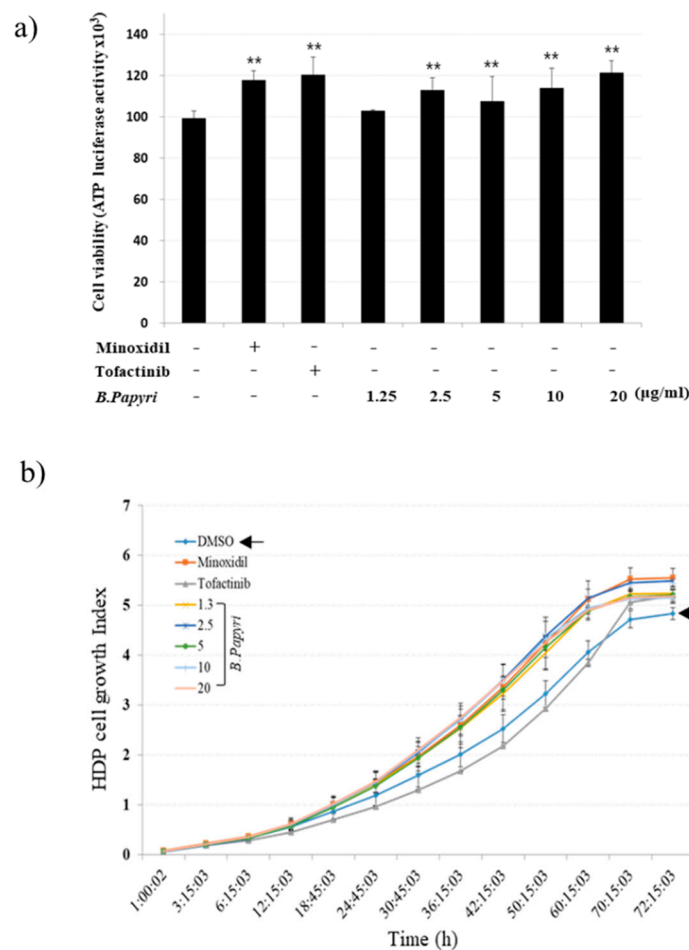 a)
Cell viability (ATP luciferase activity x10³)
140
120
100
80
60
40
20
0
** ** ** ** ** **
Minoxidil - + - - - - - -
Tofactinib - - + - - - - -
B.Papyri - - - 1.25 2.5 5 10 20 (μg/ml)
b)
HDP cell growth Index
7
6
5
4
3
2
1
0
DMSO
Minoxidil
Tofactinib
1.3
2.5
5
10
20
B.Papyri
1:00:02 3:15:03 6:15:03 12:15:03 18:45:03 24:45:03 30:45:03 36:15:03 42:15:03 50:15:03 60:15:03 70:15:03 72:15:03
Time (h)